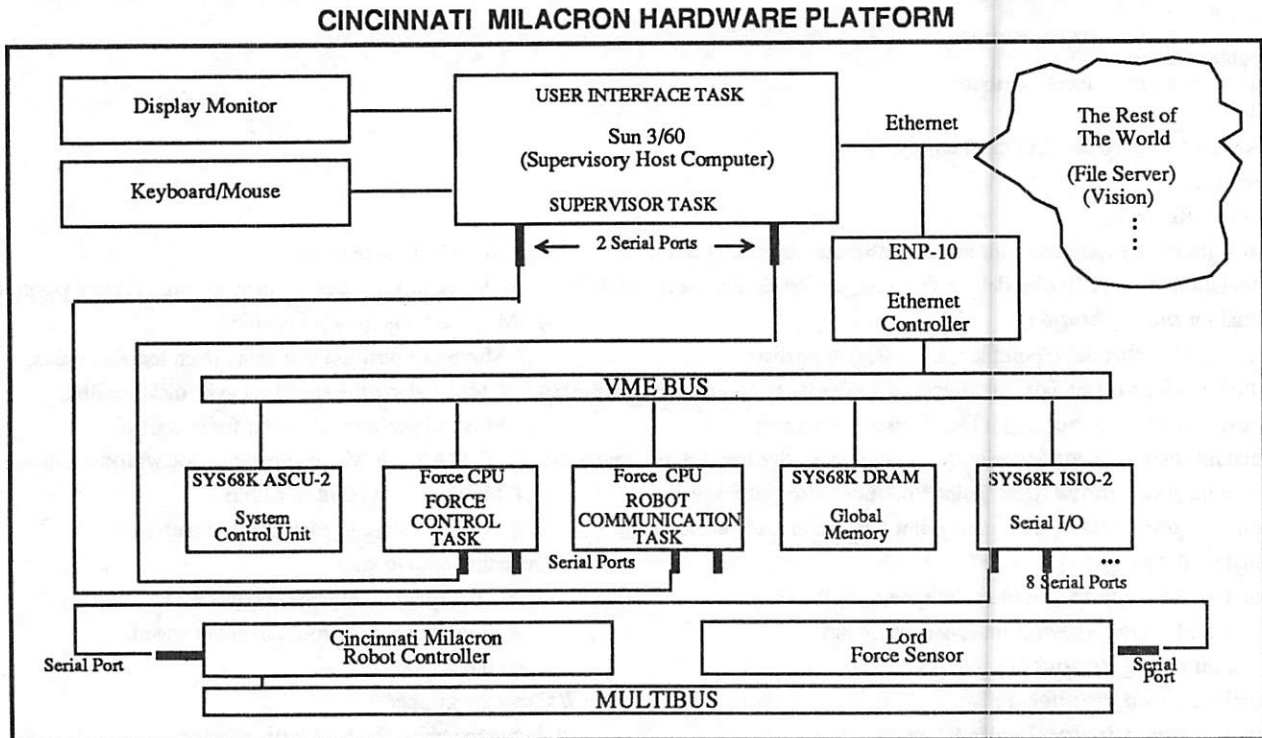 CINCINNATI MILACRON HARDWARE PLATFORM
Display Monitor
Keyboard/Mouse
USER INTERFACE TASK
Sun 3/60
(Supervisory Host Computer)
SUPERVISOR TASK
Ethernet
The Rest of
The World
(File Server)
(Vision)
2 Serial Ports
ENP-10
Ethernet
Controller
VME BUS
SYS68K ASCU-2
System
Control Unit
Force CPU
FORCE
CONTROL
TASK
Force CPU
ROBOT
COMMUNICATION
TASK
SYS68K DRAM
Global
Memory
SYS68K ISIO-2
Serial I/O
Serial Ports
8 Serial Ports
Serial Port
Cincinnati Milacron
Robot Controller
Lord
Force Sensor
Serial
Port
MULTIBUS